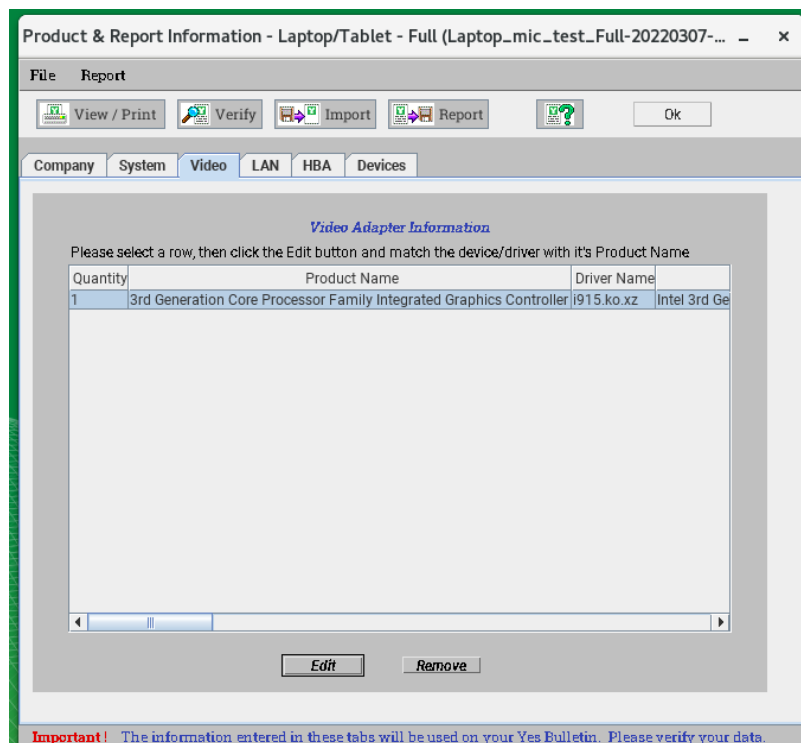 Product & Report Information - Laptop/Tablet - Full (Laptop_mic_test_Full-20220307-...
File Report
View / Print Verify Import Report Ok
Company System Video LAN HBA Devices
Video Adapter Information
Please select a row, then click the Edit button and match the device/driver with it's Product Name
Quantity Product Name Driver Name
1 3rd Generation Core Processor Family Integrated Graphics Controller i915.ko.xz Intel 3rd Ge
Edit Remove
Important! The information entered in these tabs will be used on your Yes Bulletin. Please verify your data.